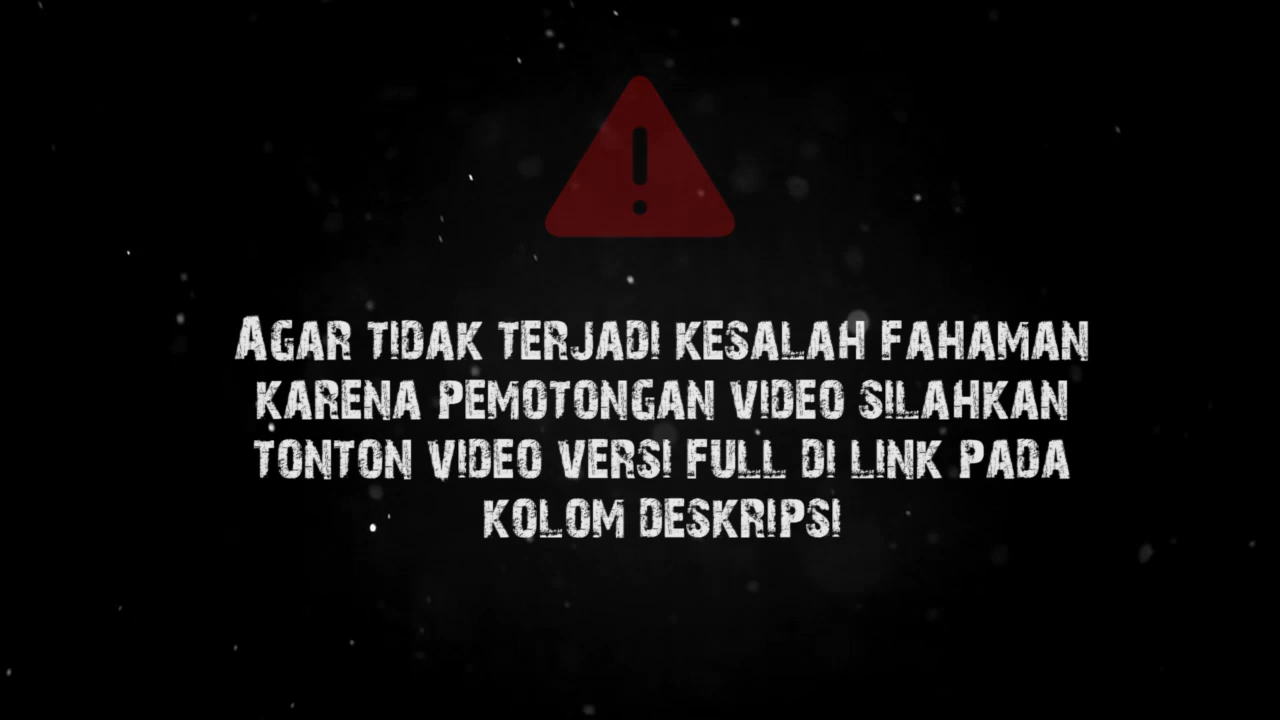 AGAR TIDAK TERJADI KESALAH FAHAMAN
KARENA PEMOTONGAN VIDEO SILAHKAN
TONTON VIDEO VERSI FULL DI LINK PADA
KOLOM DESKRIPSI